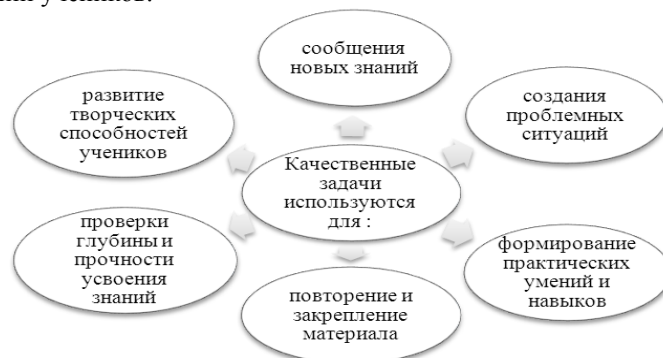 учеников.
сообщения
новых знаний
развитие
творческих
способностей
учеников
создания
проблемных
ситуаций
Качественные
задачи
используются
для :
проверки
глубины и
прочности
усвоения
знаний
формирование
практических
умений и
навыков
повторение и
закрепление
материала